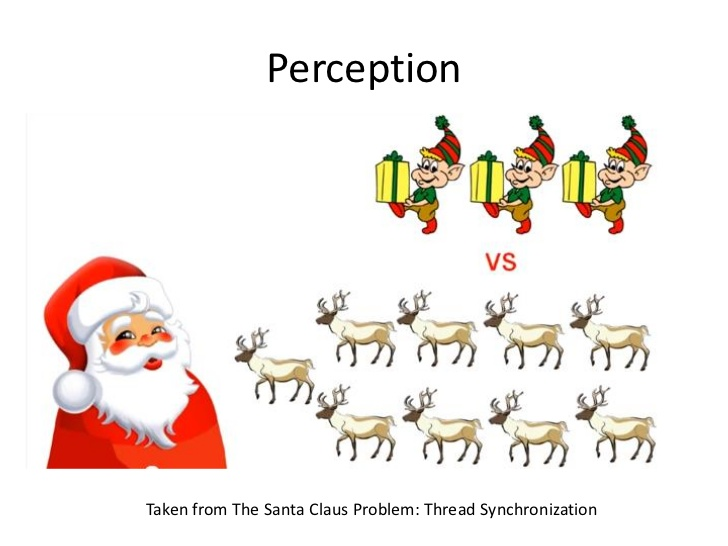 Perception
vs
Taken from The Santa Claus Problem: Thread Synchronization